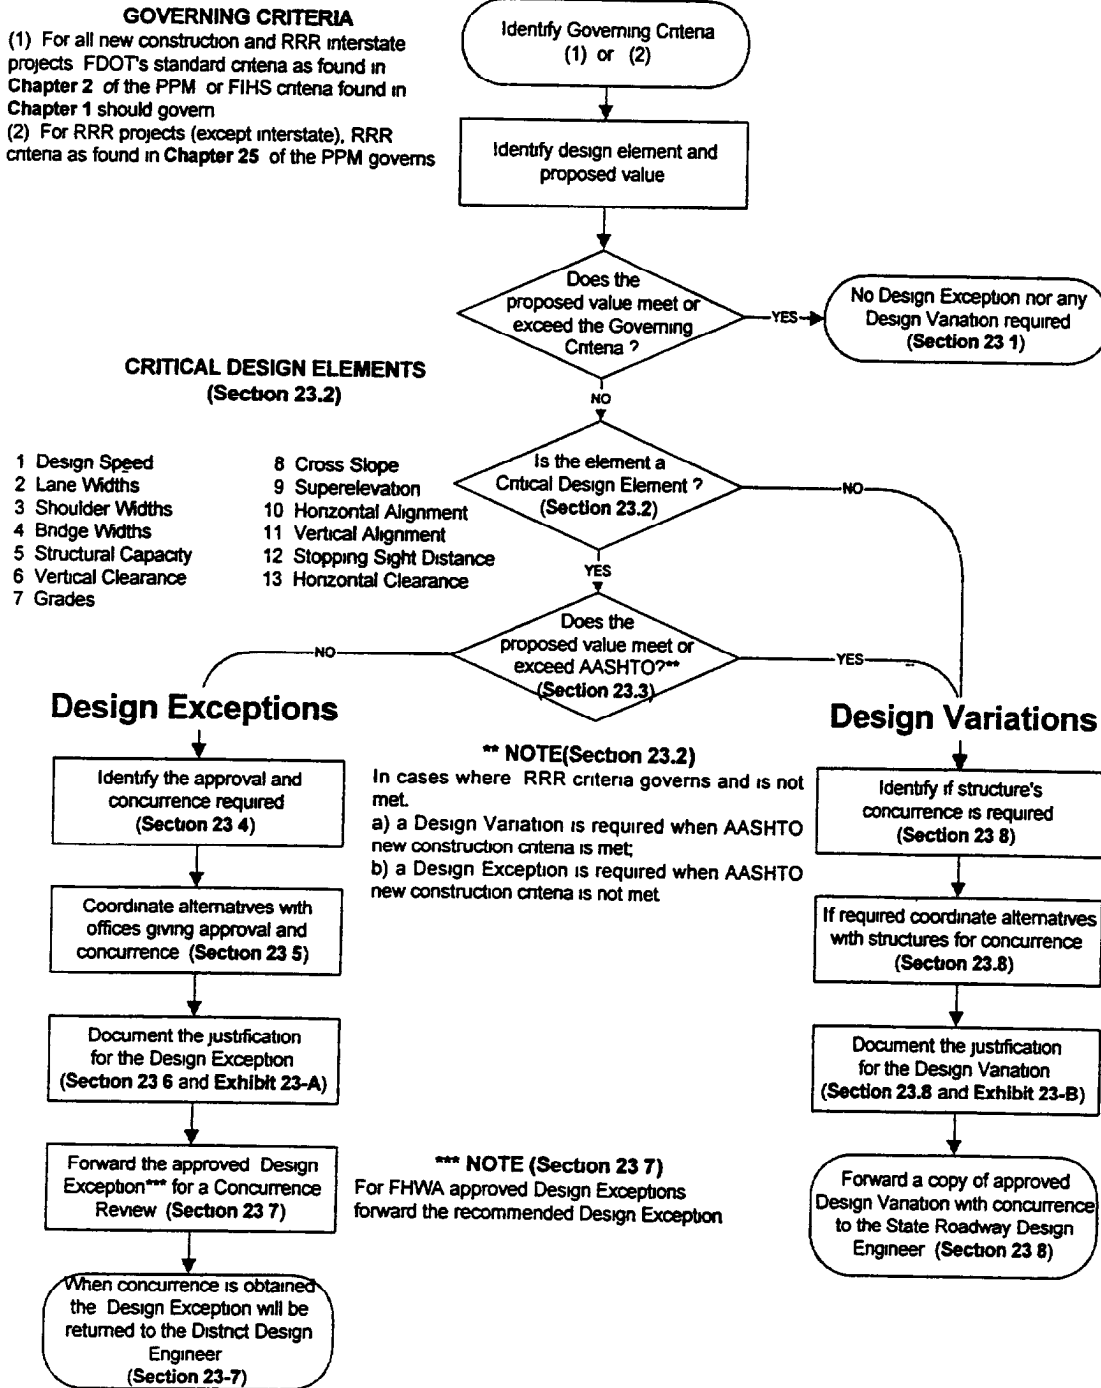 GOVERNING CRITERIA
(1) For all new construction and RRR interstate
projects FDOT's standard criteria as found in
Chapter 2 of the PPM or FIHS criteria found in
Chapter 1 should govern
(2) For RRR projects (except interstate), RRR
criteria as found in Chapter 25 of the PPM governs
Identify Governing Criteria
(1) or (2)
Identify design element and
proposed value
Does the
proposed value meet or
exceed the Governing
Criteria ?
YES
No Design Exception nor any
Design Variation required
(Section 23 1)
NO
CRITICAL DESIGN ELEMENTS
(Section 23.2)
1 Design Speed
2 Lane Widths
3 Shoulder Widths
4 Bridge Widths
5 Structural Capacity
6 Vertical Clearance
7 Grades
8 Cross Slope
9 Superelevation
10 Horizontal Alignment
11 Vertical Alignment
12 Stopping Sight Distance
13 Horizontal Clearance
Is the element a
Critical Design Element ?
(Section 23.2)
NO
YES
Does the
proposed value meet or
exceed AASHTO?**
(Section 23.3)
NO
YES
Design Exceptions
Identify the approval and
concurrence required
(Section 23 4)
Coordinate alternatives with
offices giving approval and
concurrence (Section 23 5)
Document the justification
for the Design Exception
(Section 23 6 and Exhibit 23-A)
Forward the approved Design
Exception*** for a Concurrence
Review (Section 23 7)
When concurrence is obtained
the Design Exception will be
returned to the District Design
Engineer
(Section 23-7)
** NOTE(Section 23.2)
In cases where RRR criteria governs and is not
met.
a) a Design Variation is required when AASHTO
new construction criteria is met;
b) a Design Exception is required when AASHTO
new construction criteria is not met
*** NOTE (Section 23 7)
For FHWA approved Design Exceptions
forward the recommended Design Exception
Design Variations
Identify if structure's
concurrence is required
(Section 23 8)
If required coordinate alternatives
with structures for concurrence
(Section 23.8)
Document the justification
for the Design Variation
(Section 23.8 and Exhibit 23-B)
Forward a copy of approved
Design Variation with concurrence
to the State Roadway Design
Engineer (Section 23 8)